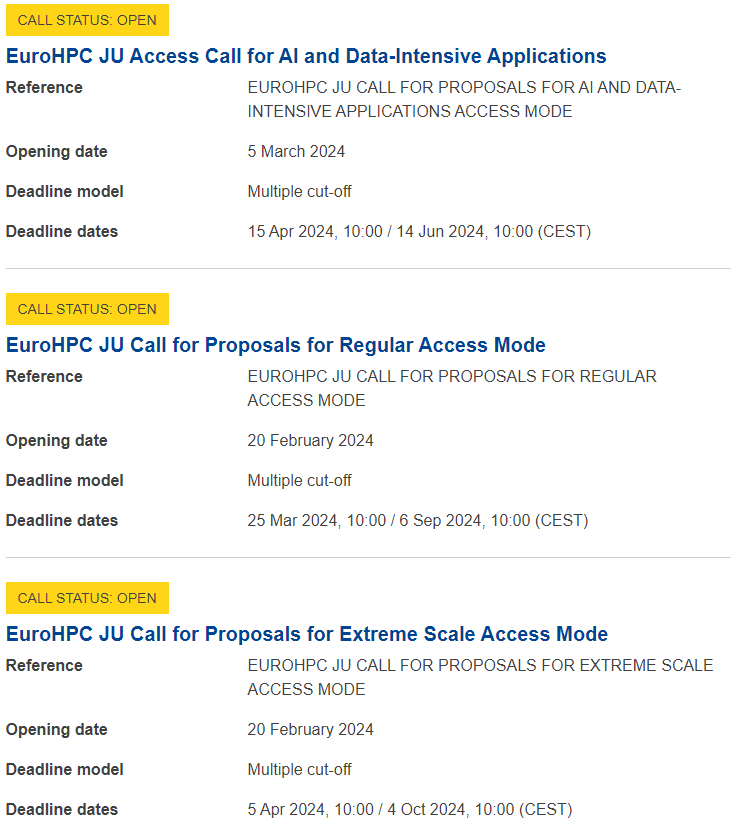 CALL STATUS: OPEN
EuroHPC JU Access Call for AI and Data-Intensive Applications
Reference EUROHPC JU CALL FOR PROPOSALS FOR AI AND DATA-
INTENSIVE APPLICATIONS ACCESS MODE
Opening date 5 March 2024
Deadline model Multiple cut-off
Deadline dates 15 Apr 2024, 10:00 / 14 Jun 2024, 10:00 (CEST)
CALL STATUS: OPEN
EuroHPC JU Call for Proposals for Regular Access Mode
Reference EUROHPC JU CALL FOR PROPOSALS FOR REGULAR
ACCESS MODE
Opening date 20 February 2024
Deadline model Multiple cut-off
Deadline dates 25 Mar 2024, 10:00 / 6 Sep 2024, 10:00 (CEST)
CALL STATUS: OPEN
EuroHPC JU Call for Proposals for Extreme Scale Access Mode
Reference EUROHPC JU CALL FOR PROPOSALS FOR EXTREME SCALE
ACCESS MODE
Opening date 20 February 2024
Deadline model Multiple cut-off
Deadline dates 5 Apr 2024, 10:00 / 4 Oct 2024, 10:00 (CEST)